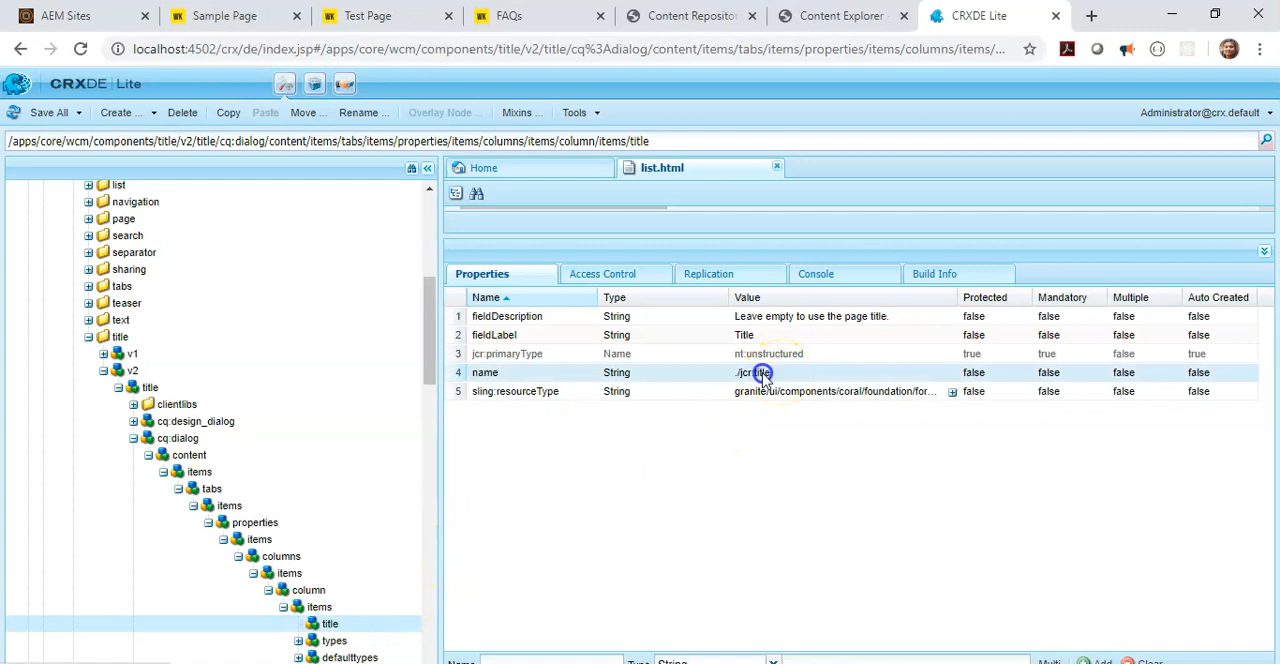 AEM Sites
Sample Page
Test Page
FAQs
Content Reposito
Content Explorer
CRXDE Lite
localhost:4502/crx/de/index.jsp#/apps/core/wcm/components/title/v2/title/cq%3Adialog/content/items/tabs/items/properties/items/columns/items/...
CRXDE | Lite
Save All Create ... Delete Copy Paste Move ... Rename ... Overlay Node ... Mixins ... Tools Administrator@crx.default
/apps/core/wcm/components/title/v2/title/cq:dialog/content/items/tabs/items/properties/items/columns/items/column/items/title
list
navigation
page
search
separator
sharing
tabs
teaser
text
title
v1
v2
title
clientlibs
cq:design_dialog
cq:dialog
content
items
tabs
items
properties
items
columns
items
column
items
title
types
defaulttypes
Home
list.html
Properties Access Control Replication Console Build Info
Name Type Value Protected Mandatory Multiple Auto Created
1 fieldDescription String Leave empty to use the page title. false false false false
2 fieldLabel String Title false false false false
3 jcr:primaryType Name nt:unstructured true true false true
4 name String ./jcr:title false false false false
5 sling:resourceType String granite/ui/components/coral/foundation/for... false false false false
Name Type String Multi Add Clear